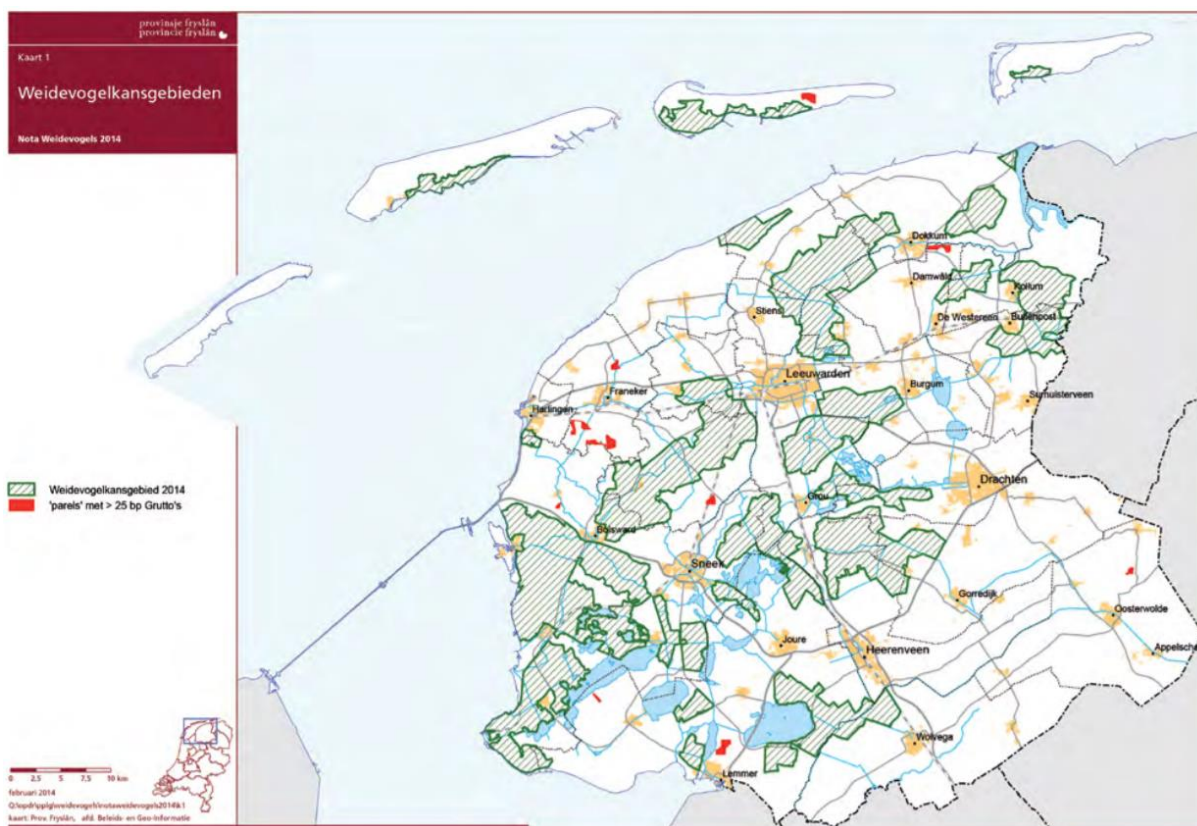 provinsje fryslân
provincie fryslân
Kaart 1
Weidevogelkansgebieden
Nota Weidevogels 2014
Dokkum
Damwâld
Kollum
Stiens
De Westereen
Buitenpost
Leeuwarden
Burgum
Franeker
Surhuisterveen
Harlingen
Drachten
Weidevogelkansgebied 2014
'parels' met > 25 bp Grutto's
Grou
Bolsward
Sneek
Gorredijk
Oosterwolde
Joure
Heerenveen
Appelscha
Wolvega
Lemmer
0 2,5 5 7,5 10 km
februari 2014
kaart: Prov. Fryslân, afd. Beleids- en Geo-informatie